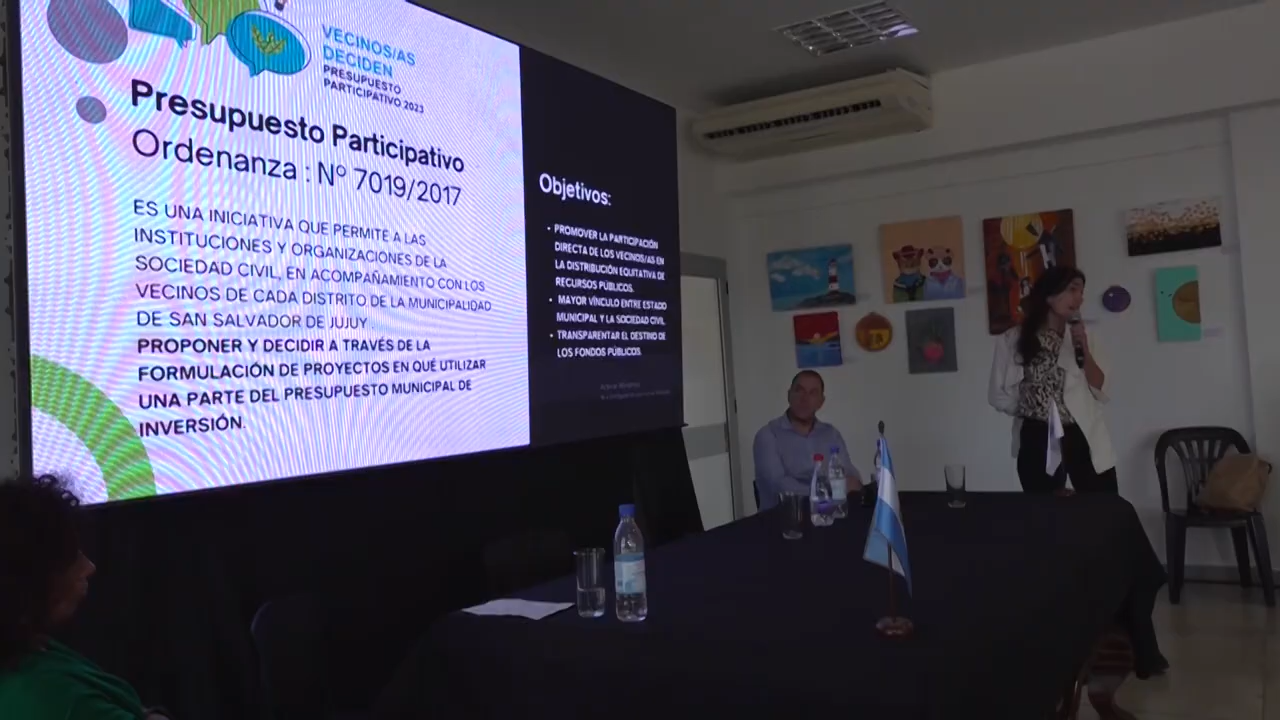 VECINOS/AS
DECIDEN
PRESUPUESTO
PARTICIPATIVO 2023
Presupuesto Participativo
Ordenanza : Nº 7019/2017
ES UNA INICIATIVA QUE PERMITE A LAS
INSTITUCIONES Y ORGANIZACIONES DE LA
SOCIEDAD CIVIL, EN ACOMPAÑAMIENTO CON LOS
VECINOS DE CADA DISTRITO DE LA MUNICIPALIDAD
DE SAN SALVADOR DE JUJUY
PROPONER Y DECIDIR A TRAVÉS DE LA
FORMULACIÓN DE PROYECTOS EN QUÉ UTILIZAR
UNA PARTE DEL PRESUPUESTO MUNICIPAL DE
INVERSIÓN.
Objetivos:
• PROMOVER LA PARTICIPACIÓN
DIRECTA DE LOS VECINOS/AS EN
LA DISTRIBUCIÓN EQUITATIVA DE
RECURSOS PÚBLICOS.
• MAYOR VÍNCULO ENTRE ESTADO
MUNICIPAL Y LA SOCIEDAD CIVIL.
• TRANSPARENTAR EL DESTINO DE
LOS FONDOS PÚBLICOS.